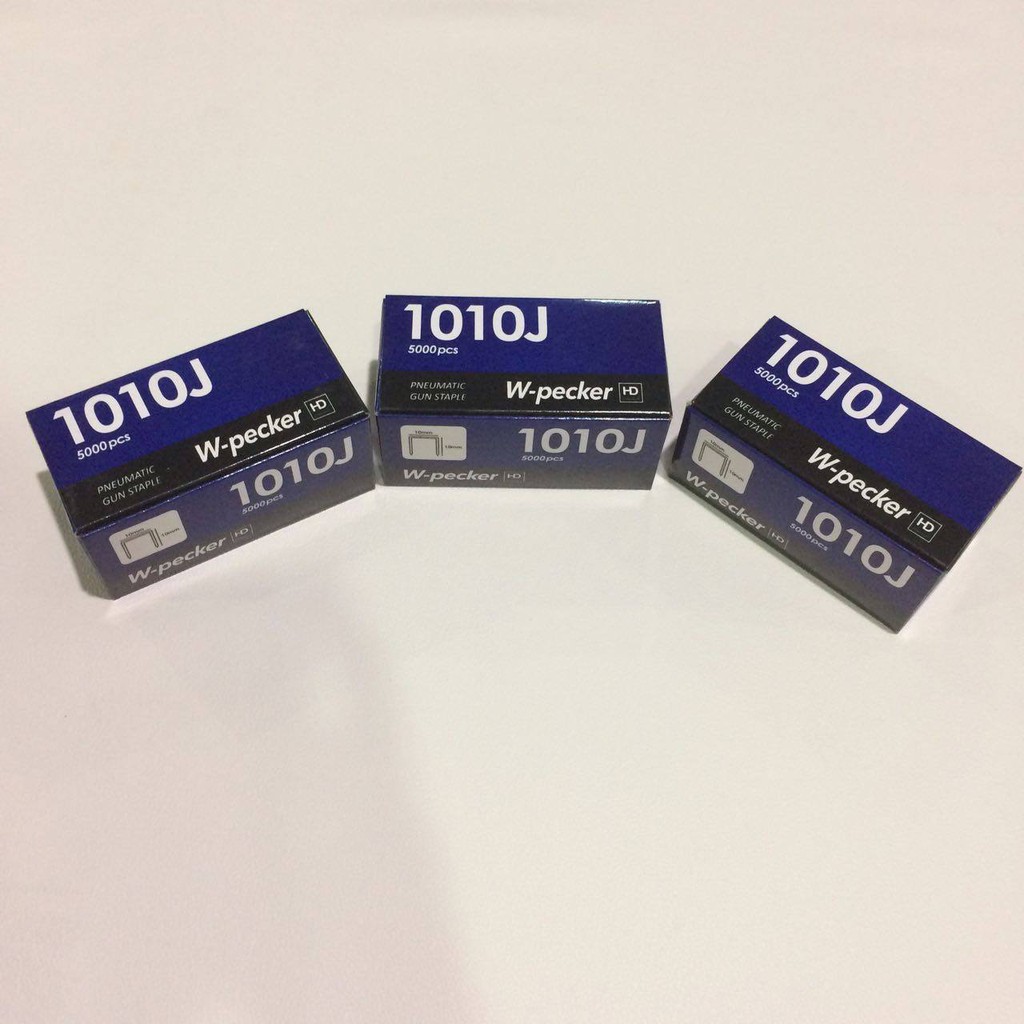 1010J
5000pcs
PNEUMATIC
GUN STAPLE
W-pecker HD
1010J
5000pcs
W-pecker HD
1010J
5000pcs
PNEUMATIC
GUN STAPLE
W-pecker HD
10mm
1010J
5000pcs
W-pecker HD
1010J
5000pcs
PNEUMATIC
GUN STAPLE
W-pecker HD
1010J
5000pcs
W-pecker HD